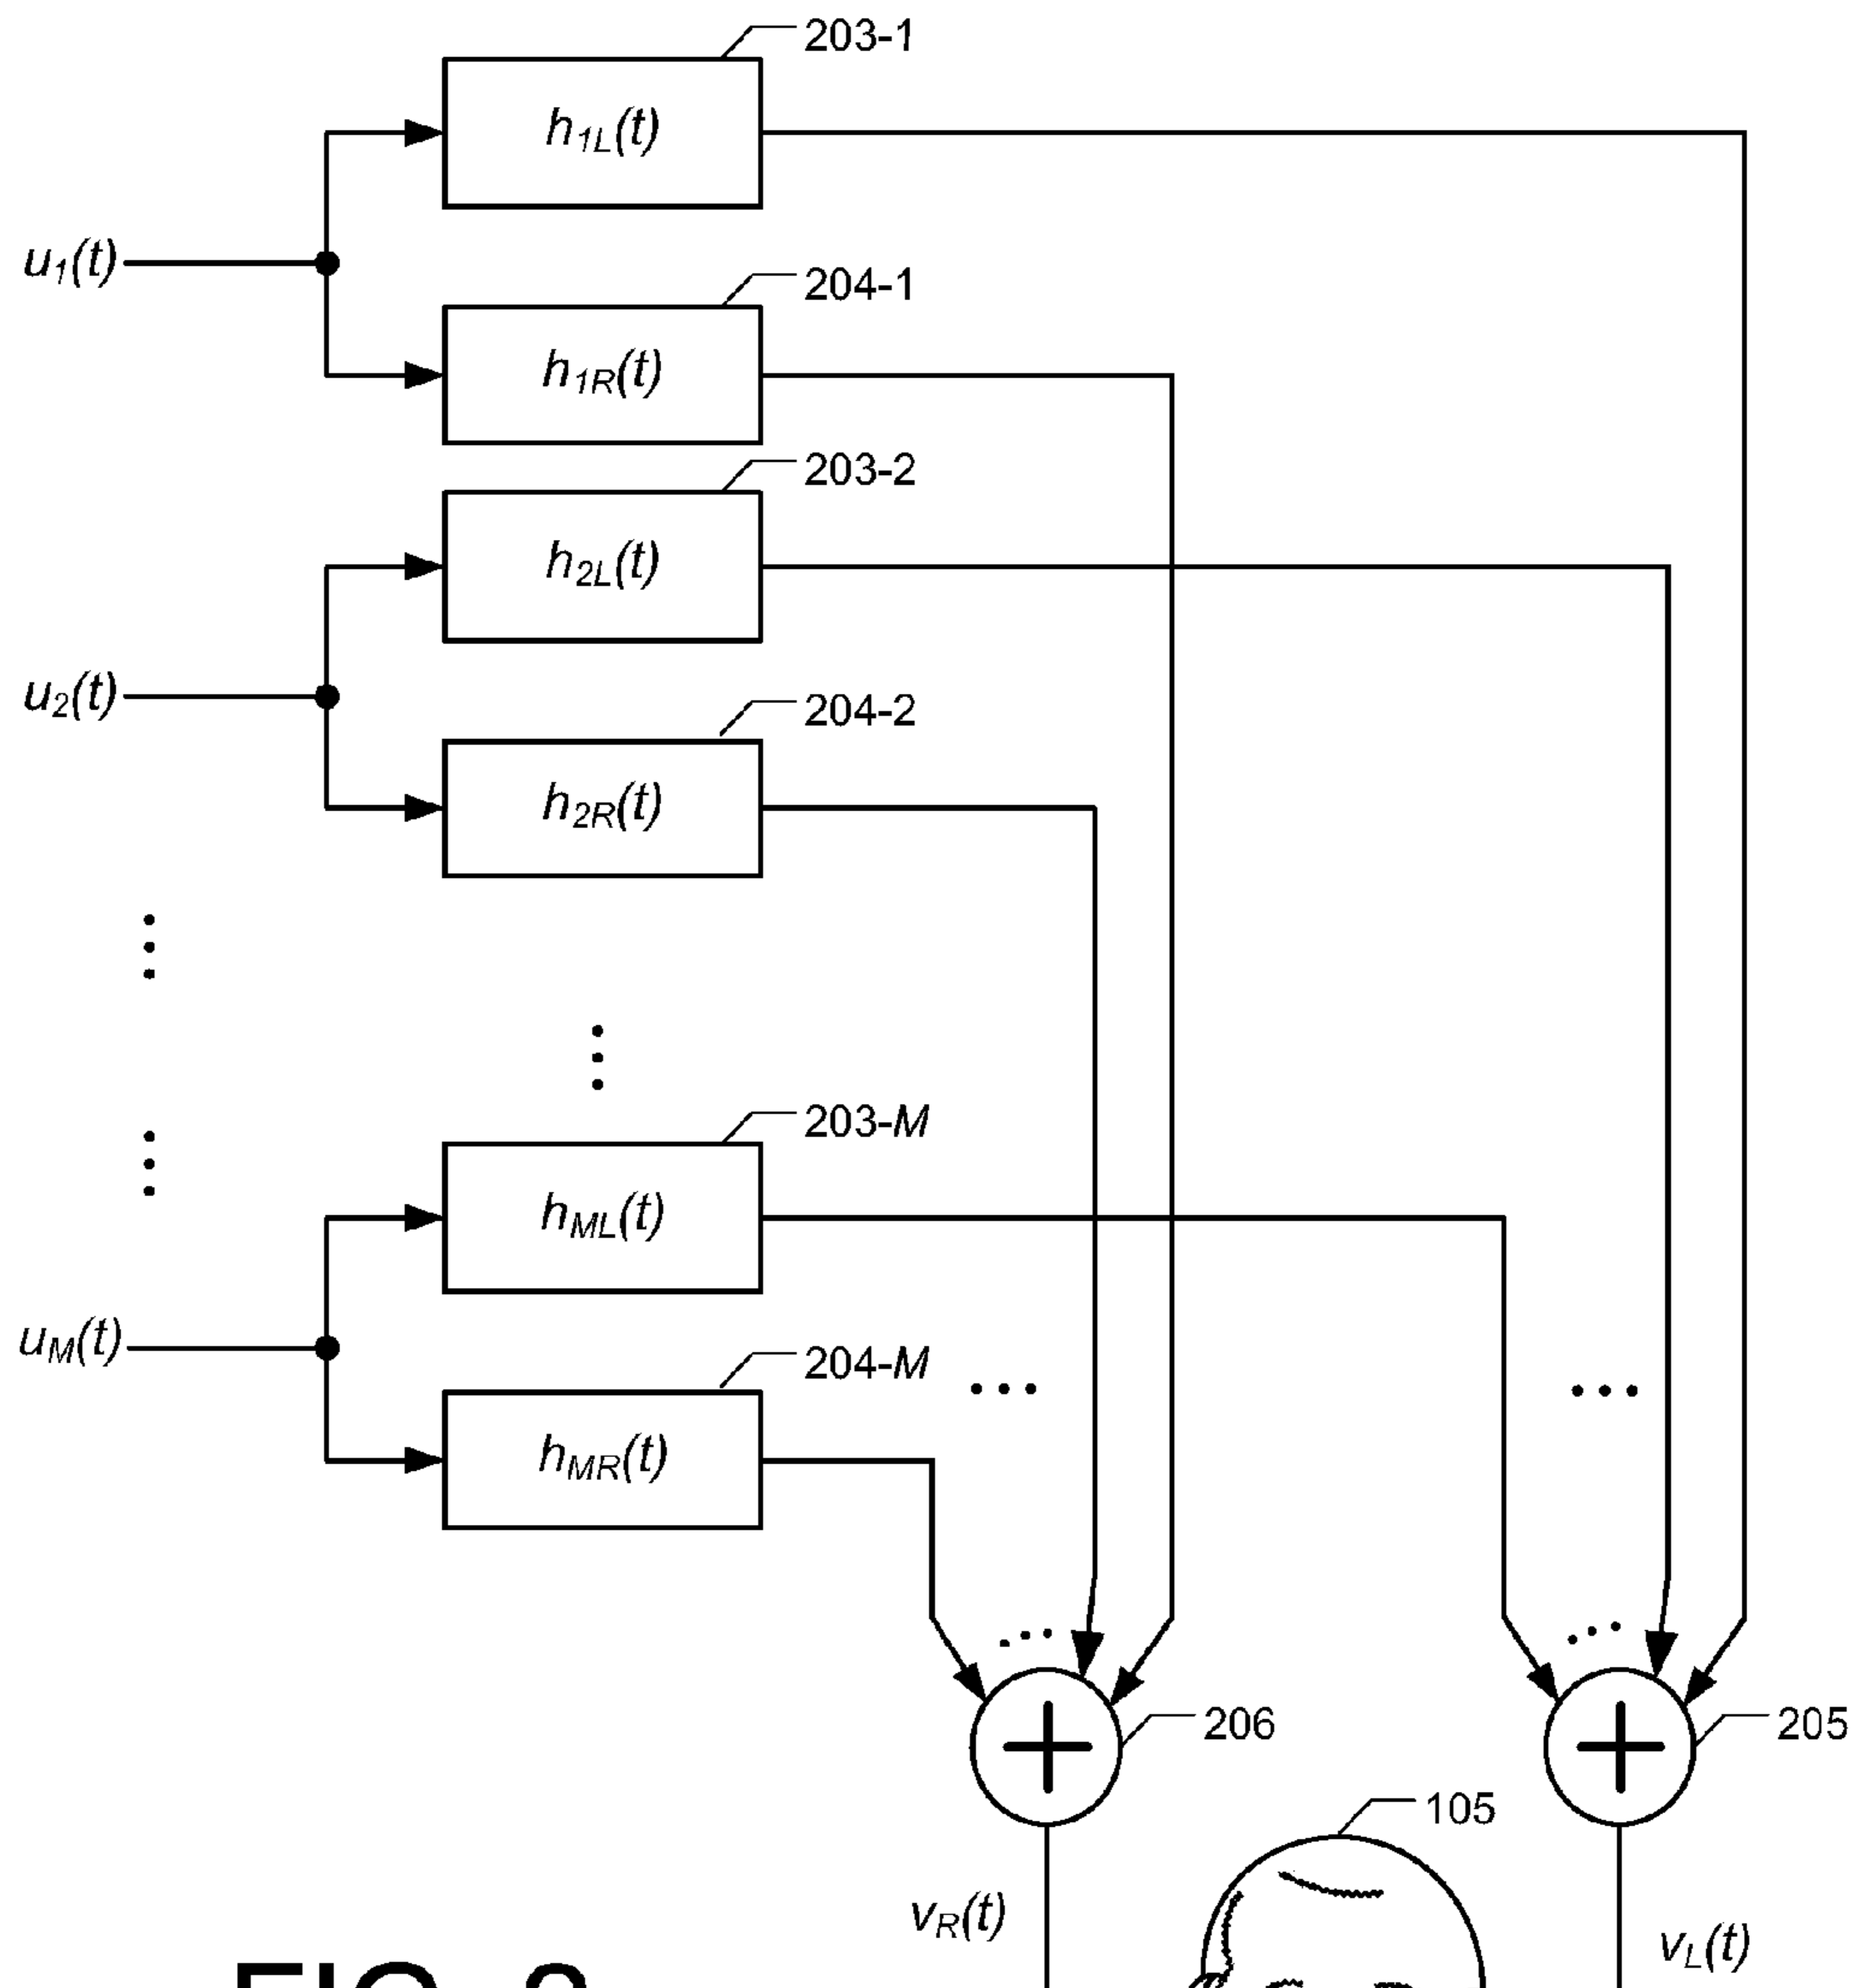 203-1
h1L(t)
u1(t)
204-1
h1R(t)
203-2
h2L(t)
u2(t)
204-2
h2R(t)
203-M
hML(t)
uM(t)
204-M
hMR(t)
206
205
105
vR(t)
vL(t)